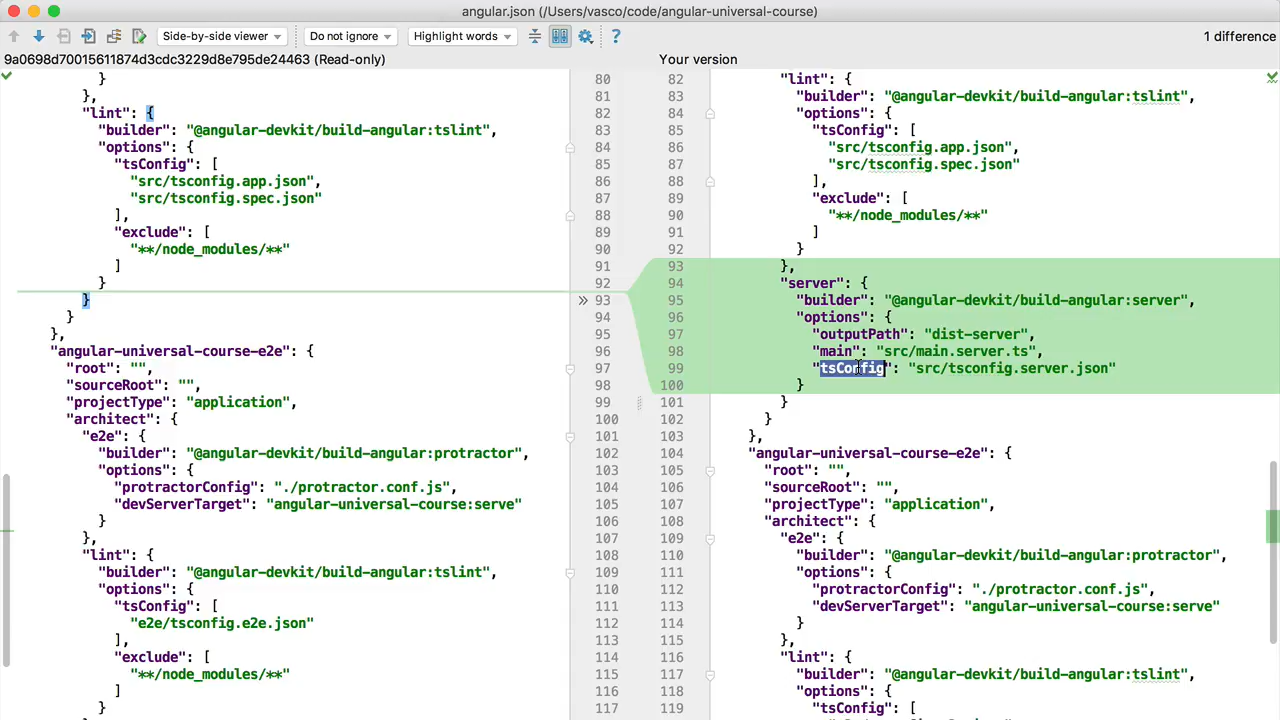 angular.json (/Users/vasco/code/angular-universal-course)
Side-by-side viewer
Do not ignore
Highlight words
?
1 difference
9a0698d70015611874d3cdc3229d8e795de24463 (Read-only)
Your version
}
},
"lint": {
"builder": "@angular-devkit/build-angular:tslint",
"options": {
"tsConfig": [
"src/tsconfig.app.json",
"src/tsconfig.spec.json"
],
"exclude": [
"**/node_modules/**"
]
}
}
}
},
"angular-universal-course-e2e": {
"root": "",
"sourceRoot": "",
"projectType": "application",
"architect": {
"e2e": {
"builder": "@angular-devkit/build-angular:protractor",
"options": {
"protractorConfig": "./protractor.conf.js",
"devServerTarget": "angular-universal-course:serve"
}
},
"lint": {
"builder": "@angular-devkit/build-angular:tslint",
"options": {
"tsConfig": [
"e2e/tsconfig.e2e.json"
],
"exclude": [
"**/node_modules/**"
]
}
80 82
81 83
82 84
83 85
84 86
85 87
86 88
87 89
88 90
89 91
90 92
91 93
92 94
93 95
94 96
95 97
96 98
97 99
98 100
99 101
100 102
101 103
102 104
103 105
104 106
105 107
106 108
107 109
108 110
109 111
110 112
111 113
112 114
113 115
114 116
115 117
116 118
117 119
"lint": {
"builder": "@angular-devkit/build-angular:tslint",
"options": {
"tsConfig": [
"src/tsconfig.app.json",
"src/tsconfig.spec.json"
],
"exclude": [
"**/node_modules/**"
]
}
},
"server": {
"builder": "@angular-devkit/build-angular:server",
"options": {
"outputPath": "dist-server",
"main": "src/main.server.ts",
"tsConfig": "src/tsconfig.server.json"
}
}
}
},
"angular-universal-course-e2e": {
"root": "",
"sourceRoot": "",
"projectType": "application",
"architect": {
"e2e": {
"builder": "@angular-devkit/build-angular:protractor",
"options": {
"protractorConfig": "./protractor.conf.js",
"devServerTarget": "angular-universal-course:serve"
}
},
"lint": {
"builder": "@angular-devkit/build-angular:tslint",
"options": {
"tsConfig": [